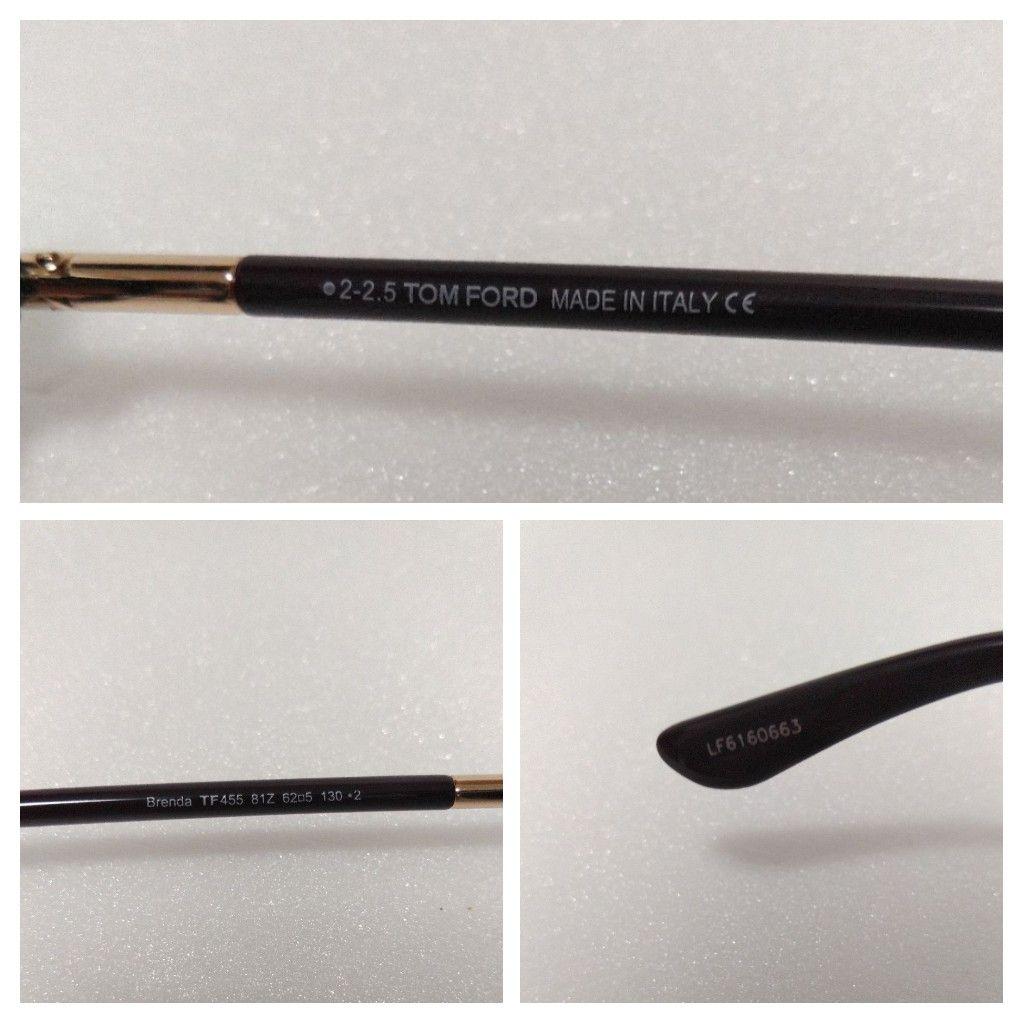 ●2-2.5 TOM FORD MADE IN ITALY CE
Brenda TF455 81Z 62□5 130 •2
LF6160663